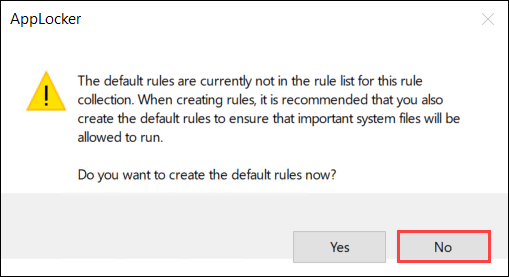 AppLocker
The default rules are currently not in the rule list for this rule
collection. When creating rules, it is recommended that you also
create the default rules to ensure that important system files will be
allowed to run.
Do you want to create the default rules now?
Yes
No